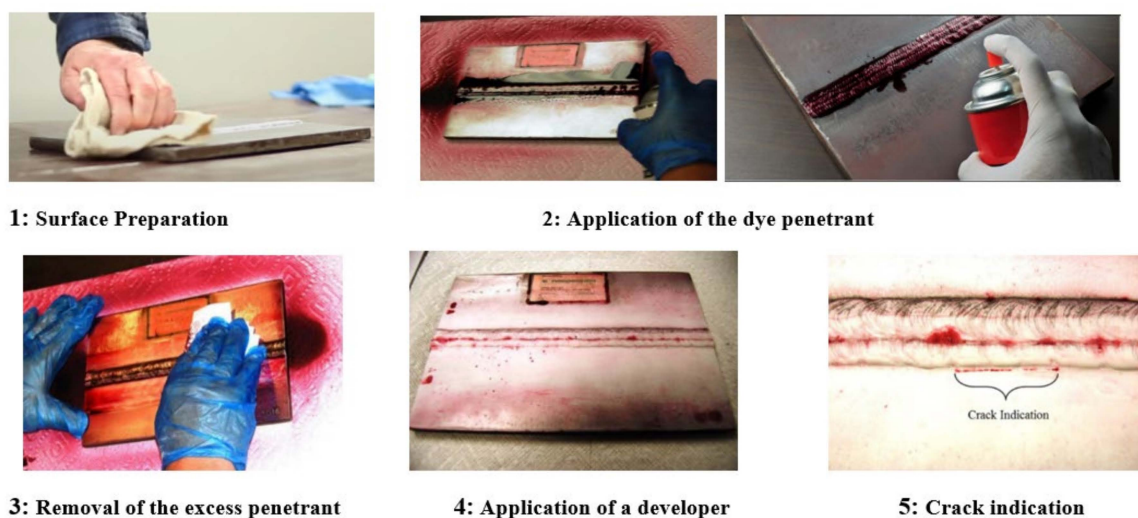 1: Surface Preparation
2: Application of the dye penetrant
Crack Indication
3: Removal of the excess penetrant
4: Application of a developer
5: Crack indication